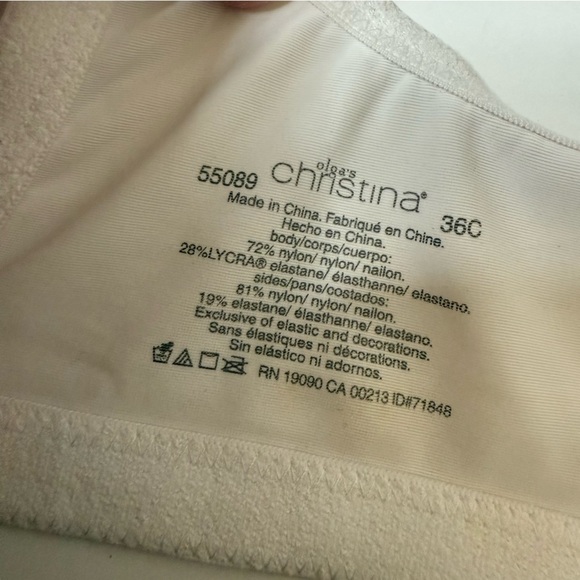 55089 olga's christina® 36C
Made in China. Fabriqué en Chine.
Hecho en China.
body/corps/cuerpo:
72% nylon/ nylon/ nailon.
28%LYCRA® elastane/ élasthanne/ elastano.
sides/pans/costados:
81% nylon/ nylon/ nailon.
19% elastane/ élasthanne/ elastano.
Exclusive of elastic and decorations.
Sans élastiques ni décorations.
Sin elástico ni adornos.
RN 19090 CA 00213 ID#71848